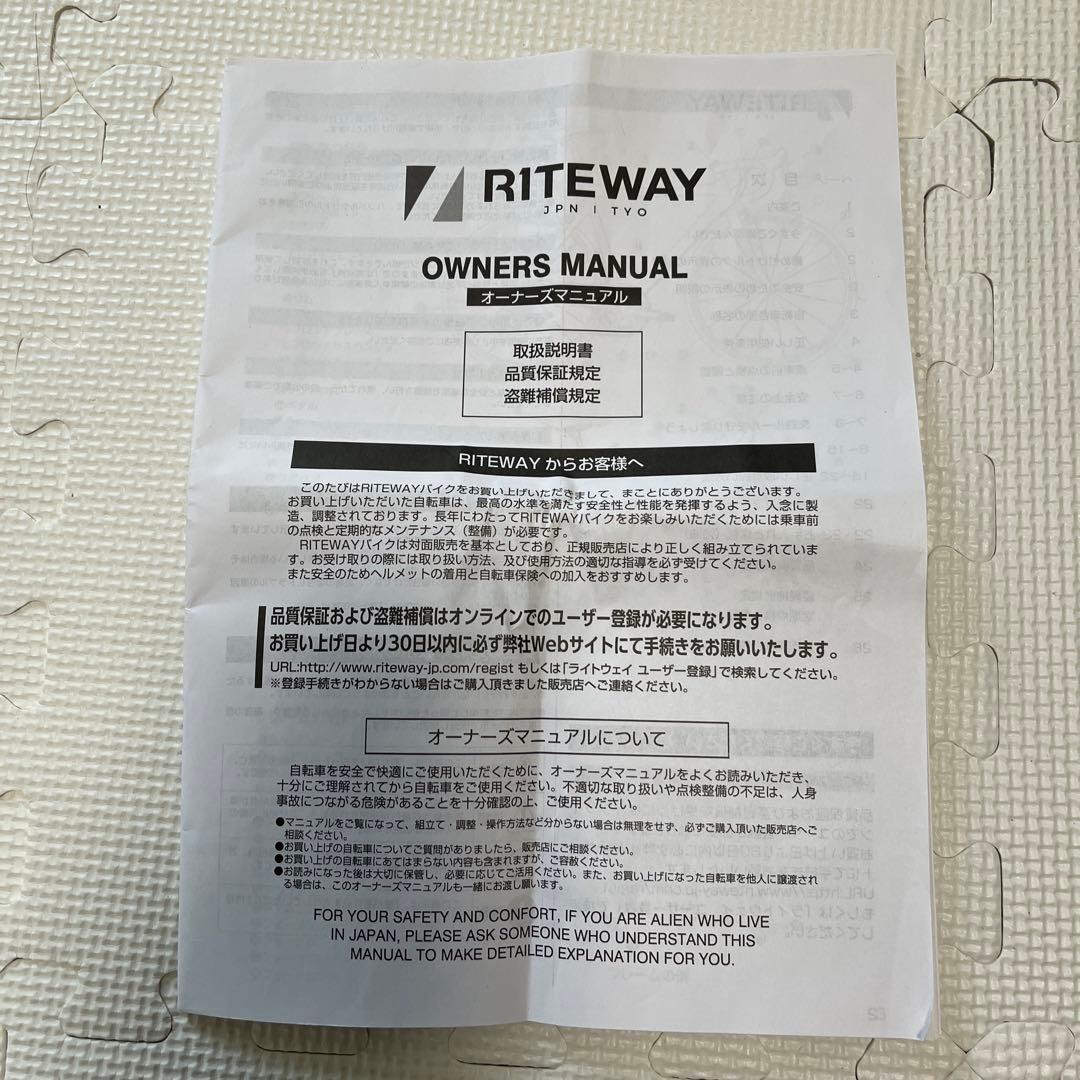 RITEWAY
JPN | TYO
OWNERS MANUAL
オーナーズマニュアル
取扱説明書
品質保証規定
盗難補償規定
RITEWAY からお客様へ
このたびはRITEWAYバイクをお買い上げいただきまして、まことにありがとうございます。
お買い上げいただいた自転車は、最高の水準を満たす安全性と性能を発揮するよう、入念に製
造、調整されております。長年にわたってRITEWAYバイクをお楽しみいただくためには乗車前
の点検と定期的なメンテナンス（整備）が必要です。
RITEWAYバイクは対面販売を基本としており、正規販売店により正しく組み立てられていま
す。お受け取りの際には取り扱い方法、及び使用方法の適切な指導を必ず受けてください。
また安全のためヘルメットの着用と自転車保険への加入をおすすめします。
品質保証および盗難補償はオンラインでのユーザー登録が必要になります。
お買い上げ日より30日以内に必ず弊社Webサイトにて手続きをお願いいたします。
URL:http://www.riteway-jp.com/regist もしくは「ライトウェイ ユーザー登録」で検索してください。
※登録手続きがわからない場合はご購入頂きました販売店へご連絡ください。
オーナーズマニュアルについて
自転車を安全で快適にご使用いただくために、オーナーズマニュアルをよくお読みいただき、
十分にご理解されてから自転車をご使用ください。不適切な取り扱いや点検整備の不足は、人身
事故につながる危険があることを十分確認の上、ご使用ください。
●マニュアルをご覧になって、組立て・調整・操作方法など分からない場合は無理をせず、必ずご購入頂いた販売店へご
相談ください。
●お買い上げの自転車についてご質問がありましたら、販売店にご相談ください。
●お買い上げの自転車にあてはまらない内容も含まれますが、ご容赦ください。
●お読みになった後は大切に保管し、必要に応じてご活用ください。また、お買い上げになった自転車を他人に譲渡され
る場合は、このオーナーズマニュアルも一緒にお渡し願います。
FOR YOUR SAFETY AND CONFORT, IF YOU ARE ALIEN WHO LIVE
IN JAPAN, PLEASE ASK SOMEONE WHO UNDERSTAND THIS
MANUAL TO MAKE DETAILED EXPLANATION FOR YOU.